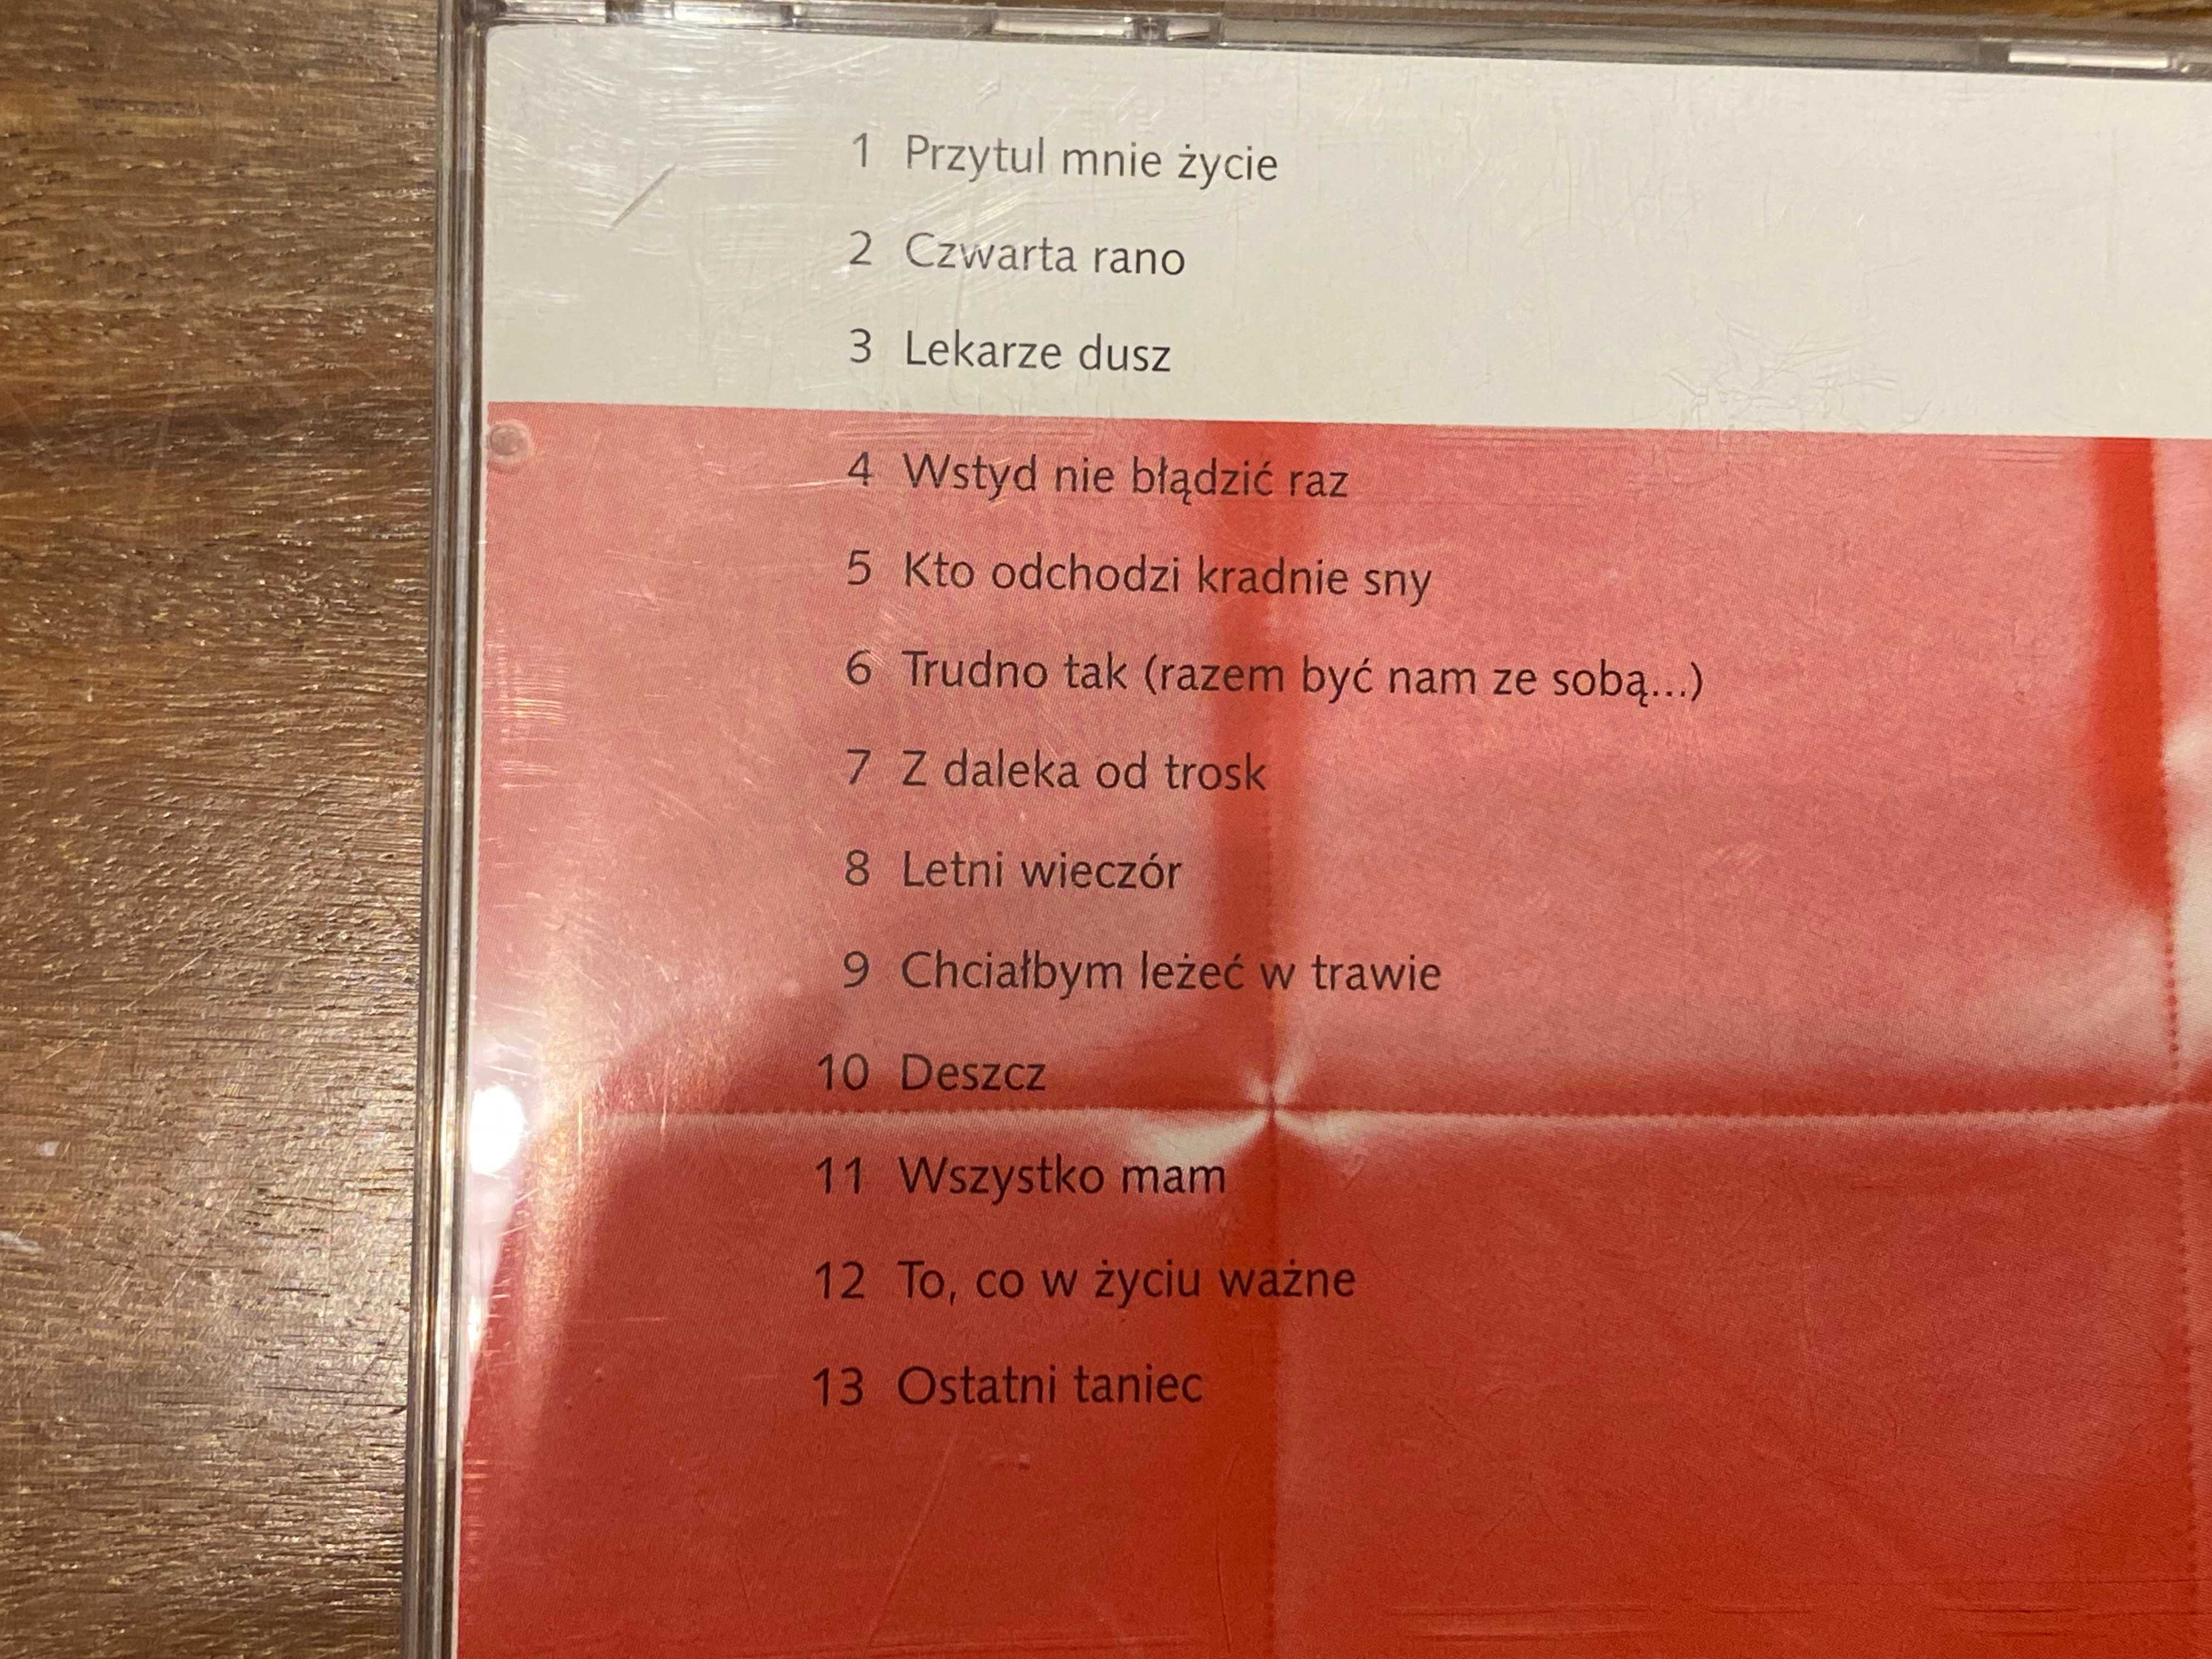 1 Przytul mnie życie
2 Czwarta rano
3 Lekarze dusz
4 Wstyd nie błądzić raz
5 Kto odchodzi kradnie sny
6 Trudno tak (razem być nam ze sobą...)
7 Z daleka od trosk
8 Letni wieczór
9 Chciałbym leżeć w trawie
10 Deszcz
11 Wszystko mam
12 To, co w życiu ważne
13 Ostatni taniec